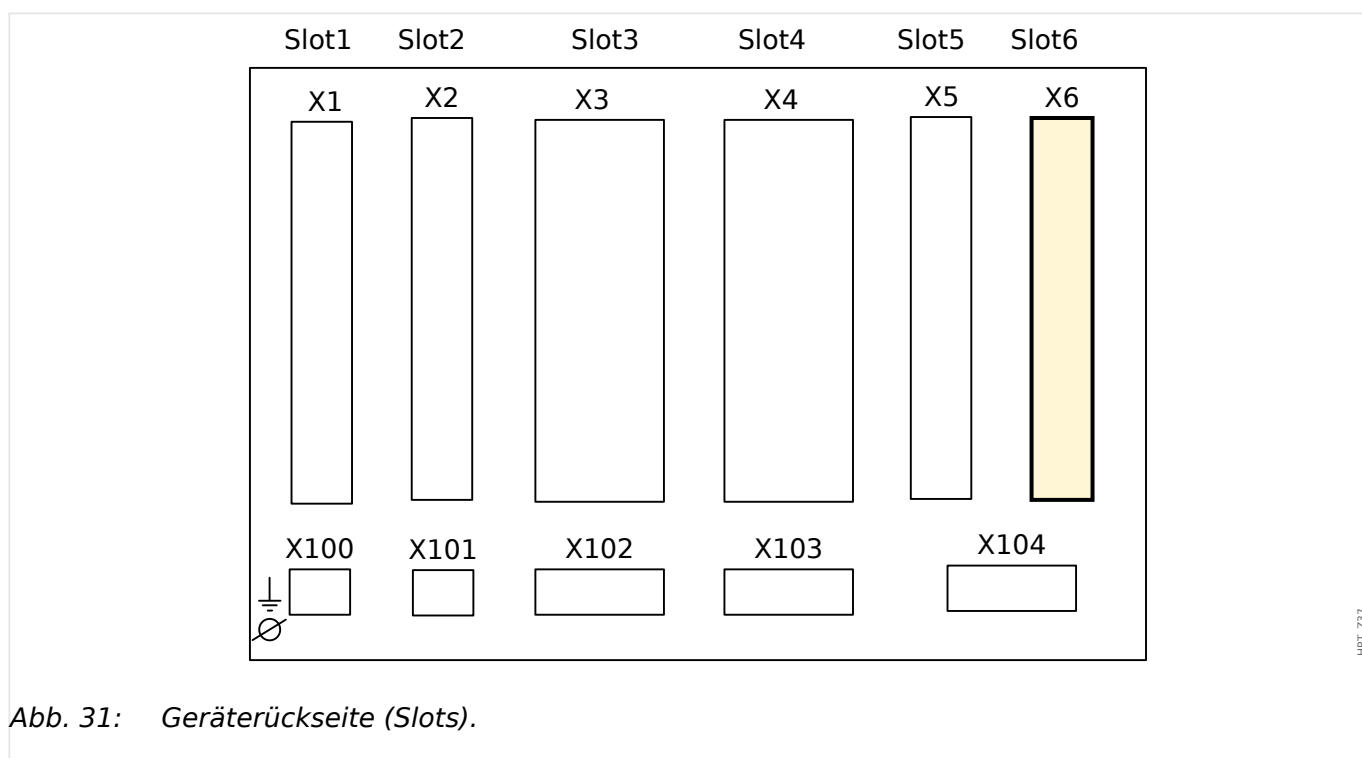 Slot1 Slot2 Slot3 Slot4 Slot5 Slot6
X1 X2 X3 X4 X5 X6
X100 X101 X102 X103 X104
Abb. 31: Geräterückseite (Slots).